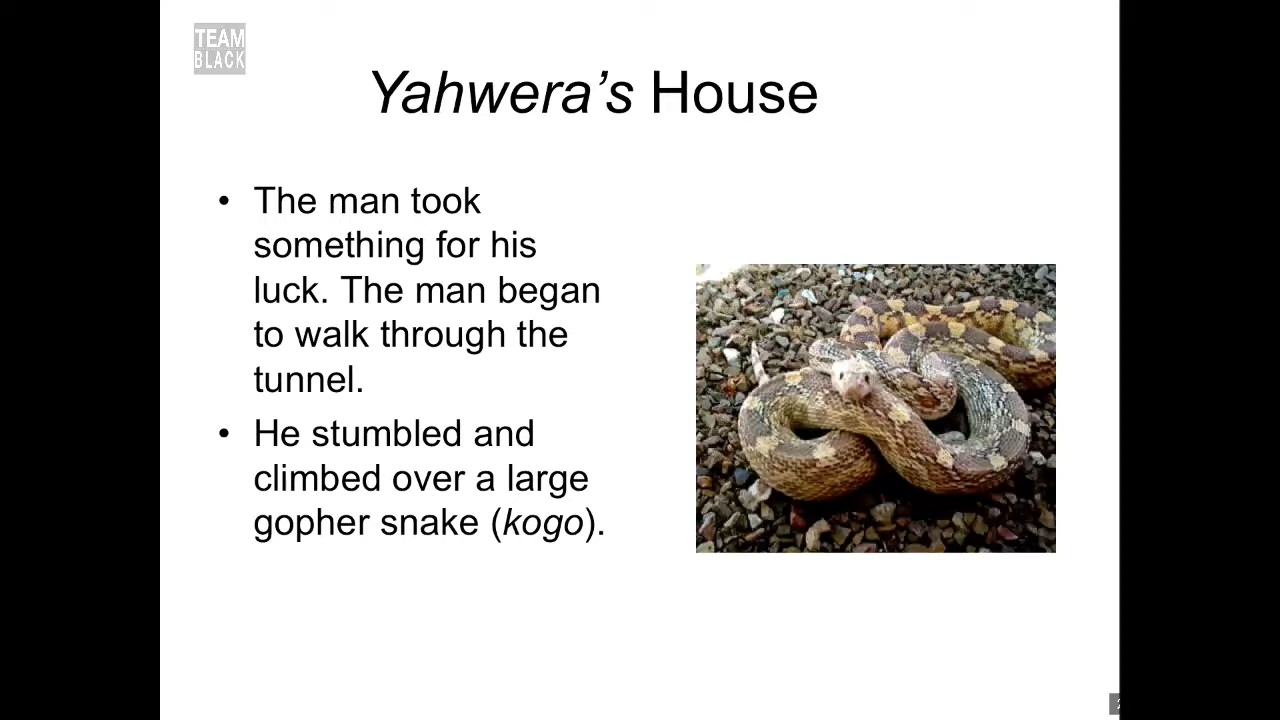 TEAM
BLACK
Yahwera’s House
• The man took
something for his
luck. The man began
to walk through the
tunnel.
• He stumbled and
climbed over a large
gopher snake (kogo).